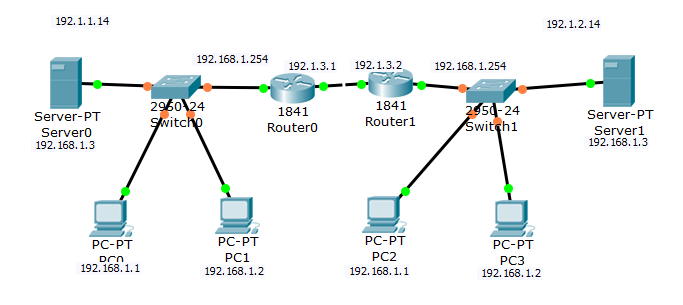 192.1.1.14
192.1.2.14
192.168.1.254
192.1.3.1
192.1.3.2
192.168.1.254
Server-PT
Server0
192.168.1.3
2950-24
Switch0
1841
Router0
1841
Router1
2950-24
Switch1
Server-PT
Server1
192.168.1.3
PC-PT
PC0
192.168.1.1
PC-PT
PC1
192.168.1.2
PC-PT
PC2
192.168.1.1
PC-PT
PC3
192.168.1.2